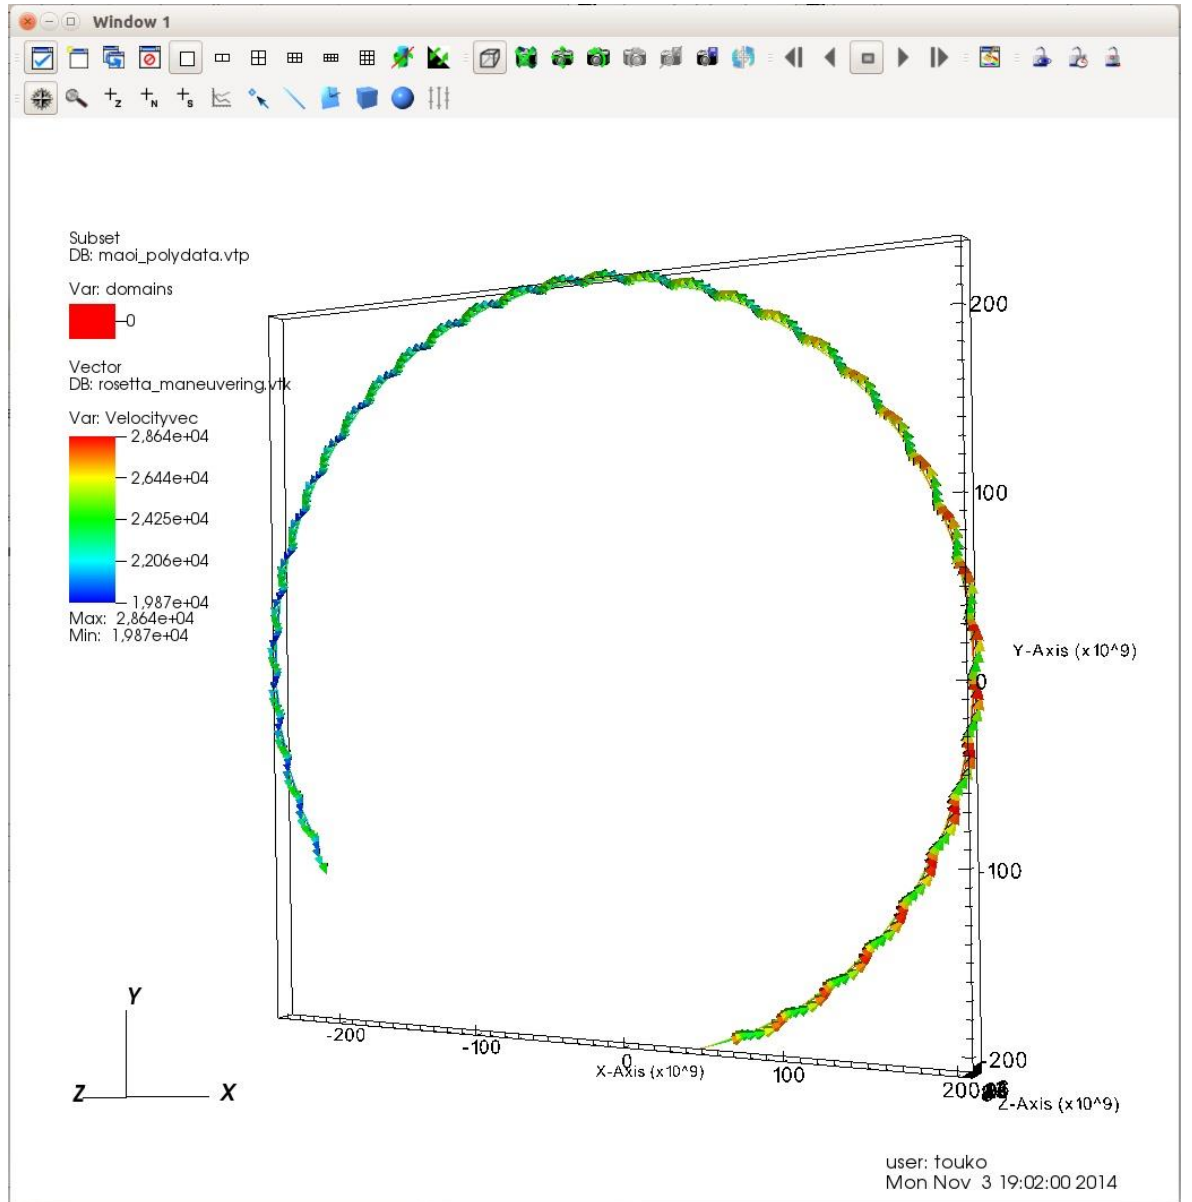 Window 1
Subset
DB: maoi_polydata.vtp
Var: domains
0
Vector
DB: rosetta_maneuvering.vtk
Var: Velocityvec
2,864e+04
2,644e+04
2,425e+04
2,206e+04
1,987e+04
Max: 2,864e+04
Min: 1,987e+04
200
100
Y-Axis (x10^9)
0
-100
-200
-200
-100
0
100
200
X-Axis (x10^9)
Z-Axis (x10^9)
Y
Z
X
user: touko
Mon Nov 3 19:02:00 2014